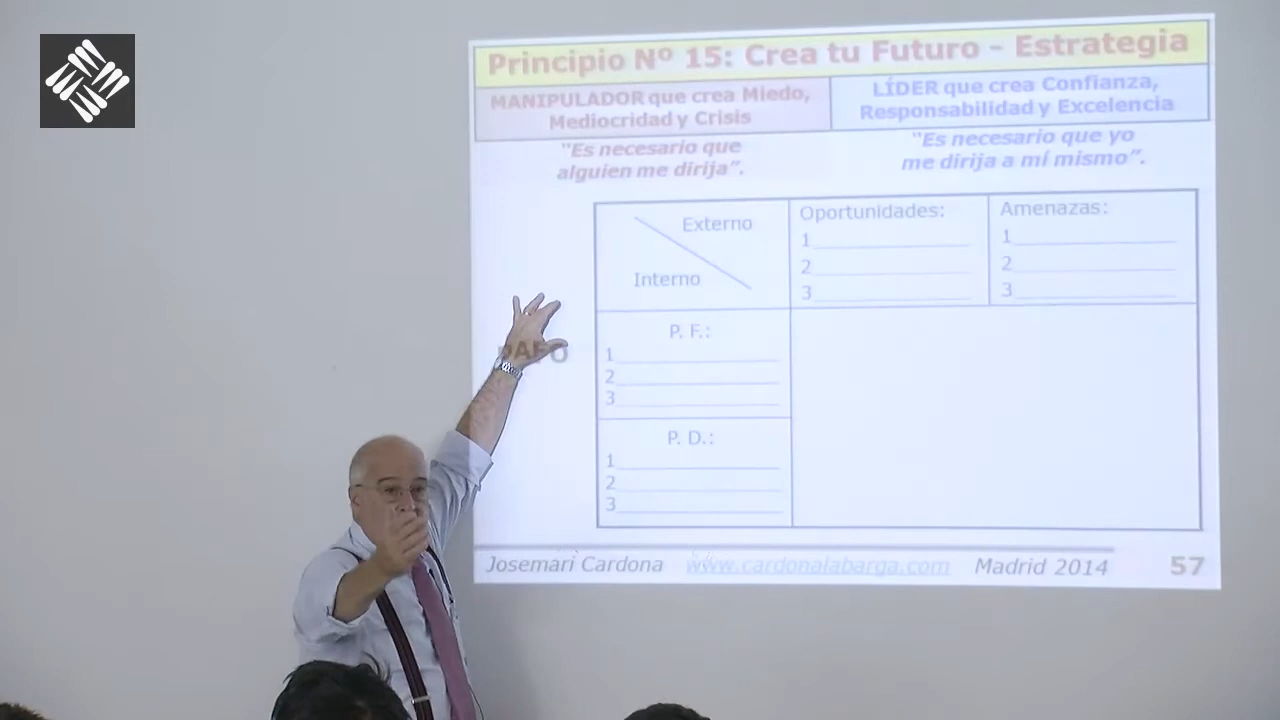 Principio Nº 15: Crea tu Futuro - Estrategia
MANIPULADOR que crea Miedo,
Mediocridad y Crisis
LÍDER que crea Confianza,
Responsabilidad y Excelencia
"Es necesario que
alguien me dirija".
"Es necesario que yo
me dirija a mí mismo".
Externo
Interno
Oportunidades:
1
2
3
Amenazas:
1
2
3
DAFO
P. F.:
1
2
3
P. D.:
1
2
3
Josemari Cardona www.cardonalabarga.com Madrid 2014 57